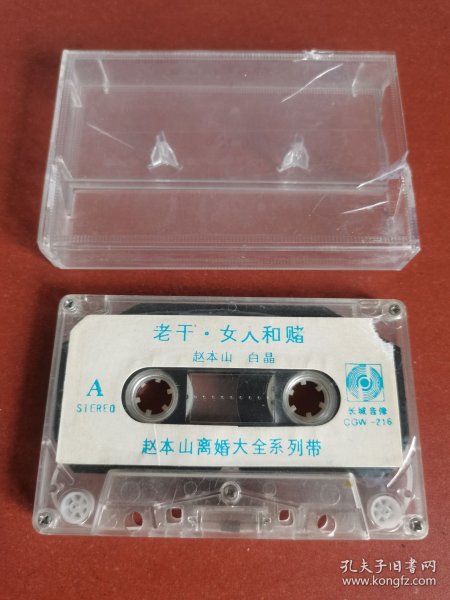 老干·女人和赌
赵本山 白晶
A
STEREO
长城音像
CGW-216
赵本山离婚大全系列带
孔夫子旧书网
www.kongfz.com